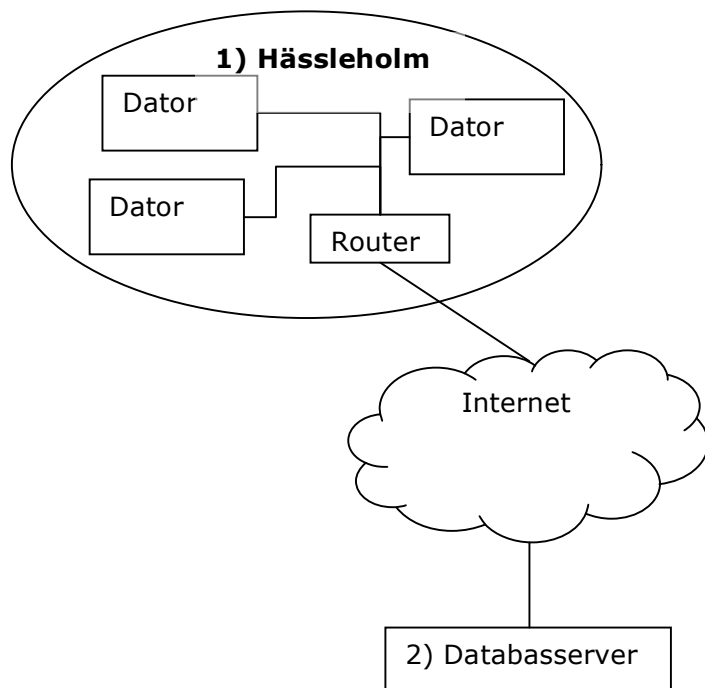 1) Hässleholm
Dator
Dator
Dator
Router
Internet
2) Databasserver